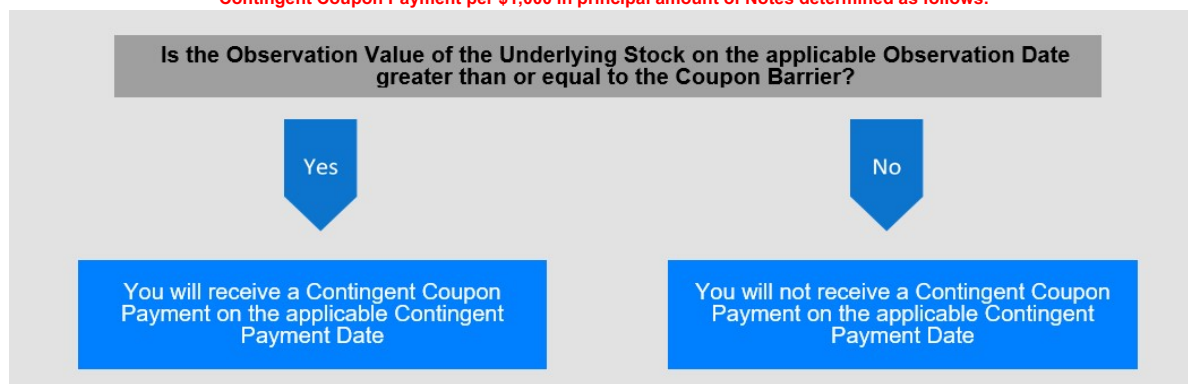 Contingent Coupon Payment per $1,000 in principal amount of Notes determined as follows:
Is the Observation Value of the Underlying Stock on the applicable Observation Date
greater than or equal to the Coupon Barrier?
Yes
No
You will receive a Contingent Coupon
Payment on the applicable Contingent
Payment Date
You will not receive a Contingent Coupon
Payment on the applicable Contingent
Payment Date